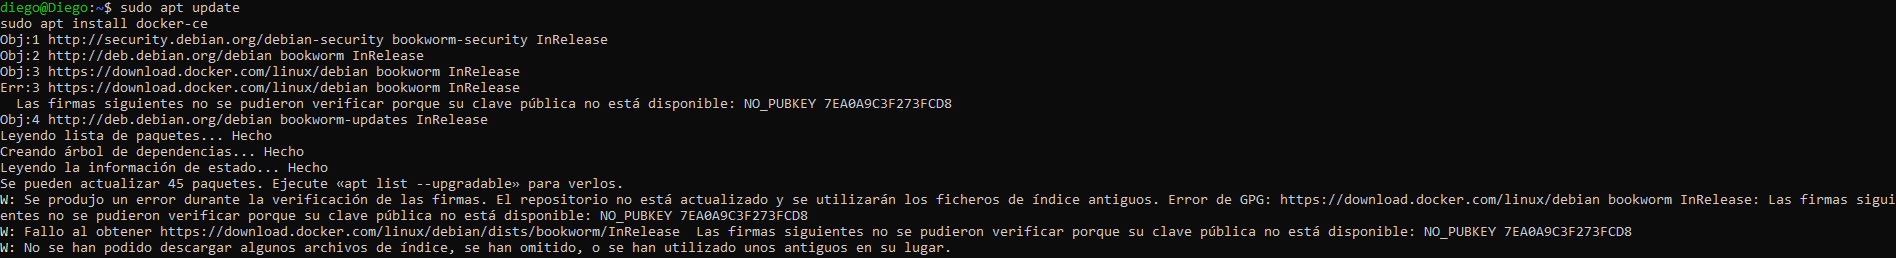 diego@Diego:~$ sudo apt update
sudo apt install docker-ce
Obj:1 http://security.debian.org/debian-security bookworm-security InRelease
Obj:2 http://deb.debian.org/debian bookworm InRelease
Obj:3 https://download.docker.com/linux/debian bookworm InRelease
Err:3 https://download.docker.com/linux/debian bookworm InRelease
  Las firmas siguientes no se pudieron verificar porque su clave pública no está disponible: NO_PUBKEY 7EA0A9C3F273FCD8
Obj:4 http://deb.debian.org/debian bookworm-updates InRelease
Leyendo lista de paquetes... Hecho
Creando árbol de dependencias... Hecho
Leyendo la información de estado... Hecho
Se pueden actualizar 45 paquetes. Ejecute «apt list --upgradable» para verlos.
W: Se produjo un error durante la verificación de las firmas. El repositorio no está actualizado y se utilizarán los ficheros de índice antiguos. Error de GPG: https://download.docker.com/linux/debian bookworm InRelease: Las firmas sigui
entes no se pudieron verificar porque su clave pública no está disponible: NO_PUBKEY 7EA0A9C3F273FCD8
W: Fallo al obtener https://download.docker.com/linux/debian/dists/bookworm/InRelease  Las firmas siguientes no se pudieron verificar porque su clave pública no está disponible: NO_PUBKEY 7EA0A9C3F273FCD8
W: No se han podido descargar algunos archivos de índice, se han omitido, o se han utilizado unos antiguos en su lugar.